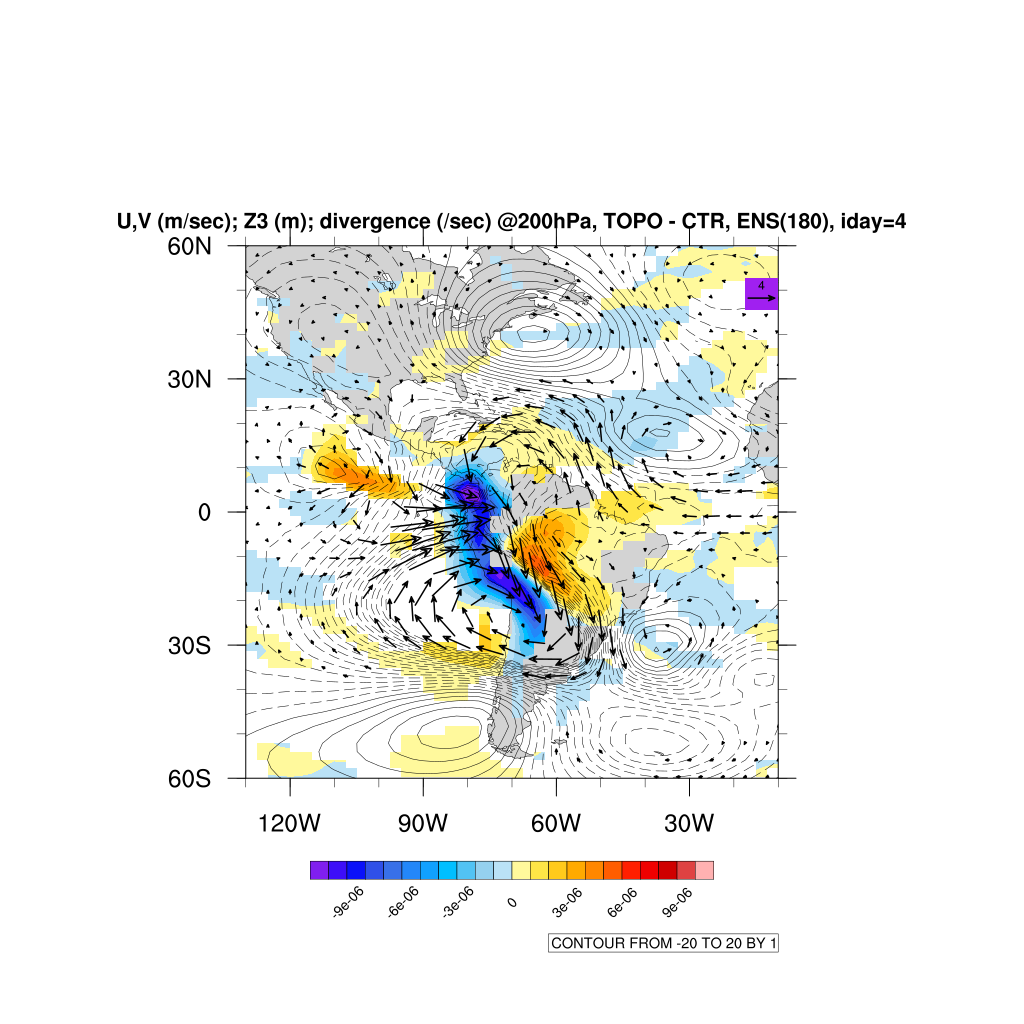 U,V (m/sec); Z3 (m); divergence (/sec) @200hPa, TOPO - CTR, ENS(180), iday=4
60N
4
30N
0
30S
60S
120W 90W 60W 30W
-9e-06 -6e-06 -3e-06 0 3e-06 6e-06 9e-06
CONTOUR FROM -20 TO 20 BY 1